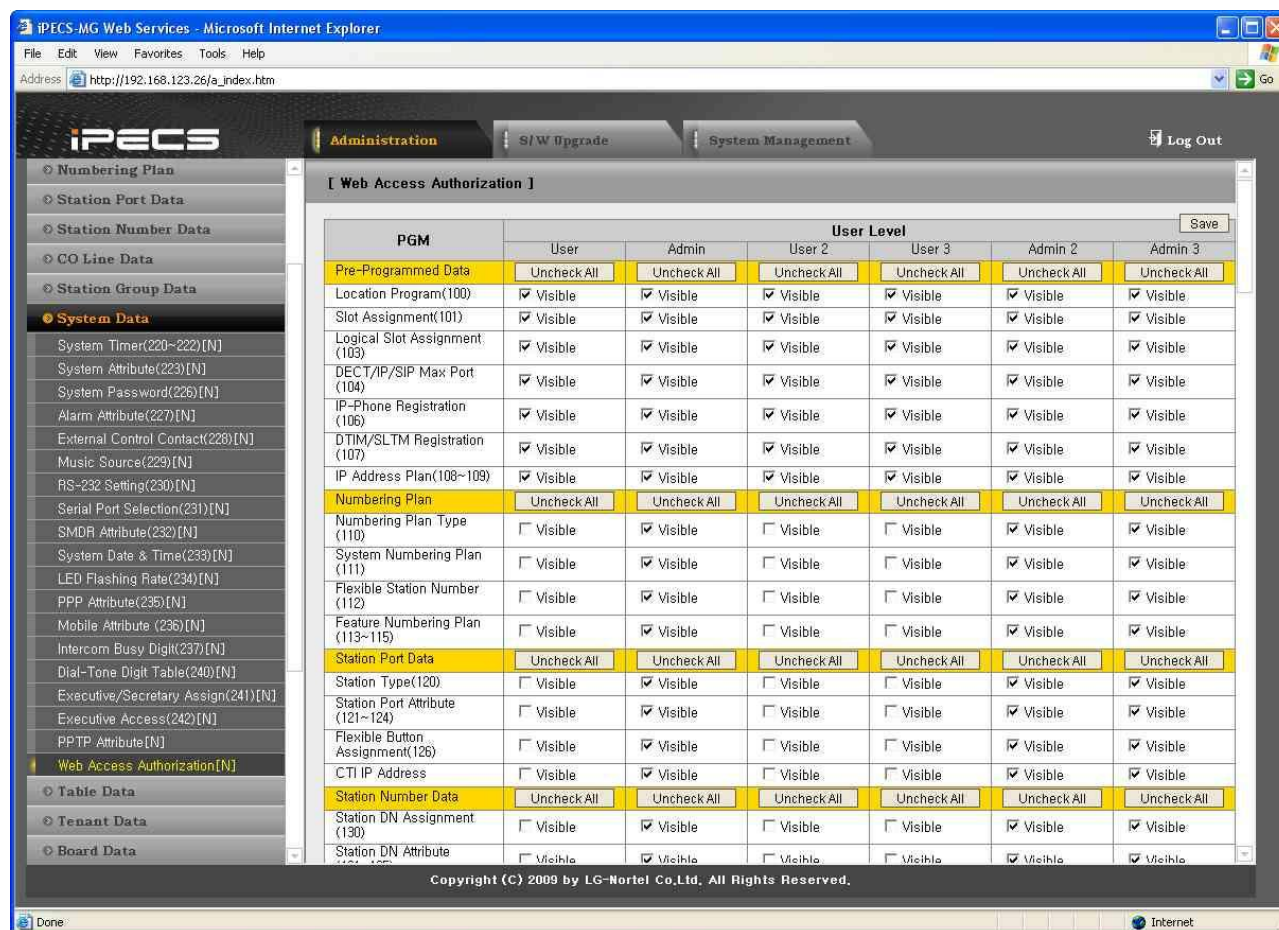 iPECS-MG Web Services - Microsoft Internet Explorer
File Edit View Favorites Tools Help
Address http://192.168.123.26/a_index.htm Go
iPECS Administration S/W Upgrade System Management Log Out
Numbering Plan
Station Port Data
Station Number Data
CO Line Data
Station Group Data
System Data
System Timer(220~222)[N]
System Attribute(223)[N]
System Password(226)[N]
Alarm Attribute(227)[N]
External Control Contact(228)[N]
Music Source(229)[N]
RS-232 Setting(230)[N]
Serial Port Selection(231)[N]
SMDR Attribute(232)[N]
System Date & Time(233)[N]
LED Flashing Rate(234)[N]
PPP Attribute(235)[N]
Mobile Attribute (236)[N]
Intercom Busy Digit(237)[N]
Dial-Tone Digit Table(240)[N]
Executive/Secretary Assign(241)[N]
Executive Access(242)[N]
PPTP Attribute[N]
Web Access Authorization[N]
Table Data
Tenant Data
Board Data
[ Web Access Authorization ]
Save
PGM User Level
User Admin User 2 User 3 Admin 2 Admin 3
Pre-Programmed Data Uncheck All Uncheck All Uncheck All Uncheck All Uncheck All Uncheck All
Location Program(100) Visible Visible Visible Visible Visible Visible
Slot Assignment(101) Visible Visible Visible Visible Visible Visible
Logical Slot Assignment
(103) Visible Visible Visible Visible Visible Visible
DECT/IP/SIP Max Port
(104) Visible Visible Visible Visible Visible Visible
IP-Phone Registration
(106) Visible Visible Visible Visible Visible Visible
DTIM/SLTM Registration
(107) Visible Visible Visible Visible Visible Visible
IP Address Plan(108~109) Visible Visible Visible Visible Visible Visible
Numbering Plan Uncheck All Uncheck All Uncheck All Uncheck All Uncheck All Uncheck All
Numbering Plan Type
(110) Visible Visible Visible Visible Visible Visible
System Numbering Plan
(111) Visible Visible Visible Visible Visible Visible
Flexible Station Number
(112) Visible Visible Visible Visible Visible Visible
Feature Numbering Plan
(113~115) Visible Visible Visible Visible Visible Visible
Station Port Data Uncheck All Uncheck All Uncheck All Uncheck All Uncheck All Uncheck All
Station Type(120) Visible Visible Visible Visible Visible Visible
Station Port Attribute
(121~124) Visible Visible Visible Visible Visible Visible
Flexible Button
Assignment(126) Visible Visible Visible Visible Visible Visible
CTI IP Address Visible Visible Visible Visible Visible Visible
Station Number Data Uncheck All Uncheck All Uncheck All Uncheck All Uncheck All Uncheck All
Station DN Assignment
(130) Visible Visible Visible Visible Visible Visible
Station DN Attribute
Visible Visible Visible Visible Visible Visible
Copyright (C) 2009 by LG-Nortel Co,Ltd, All Rights Reserved,
Done Internet